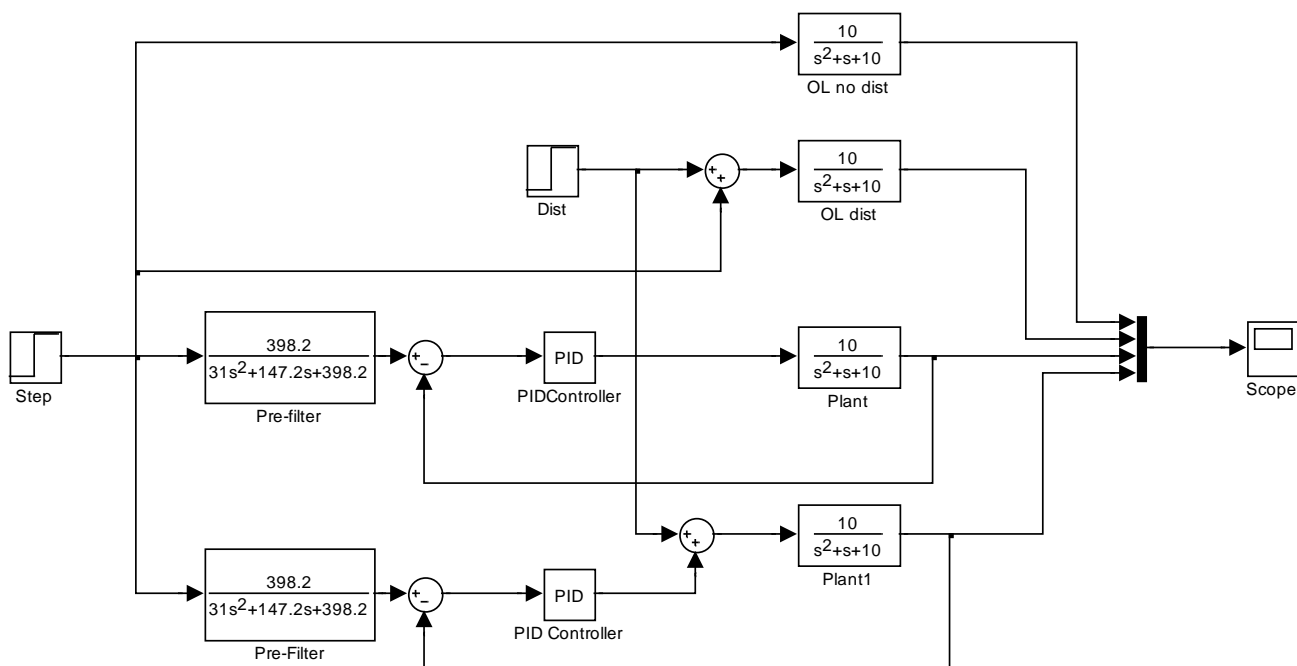 10
s²+s+10
OL no dist
10
s²+s+10
OL dist
Dist
+
+
Step
398.2
31s²+147.2s+398.2
Pre-filter
+
−
PID
PIDController
10
s²+s+10
Plant
Scope
398.2
31s²+147.2s+398.2
Pre-Filter
+
−
PID
PID Controller
+
+
10
s²+s+10
Plant1